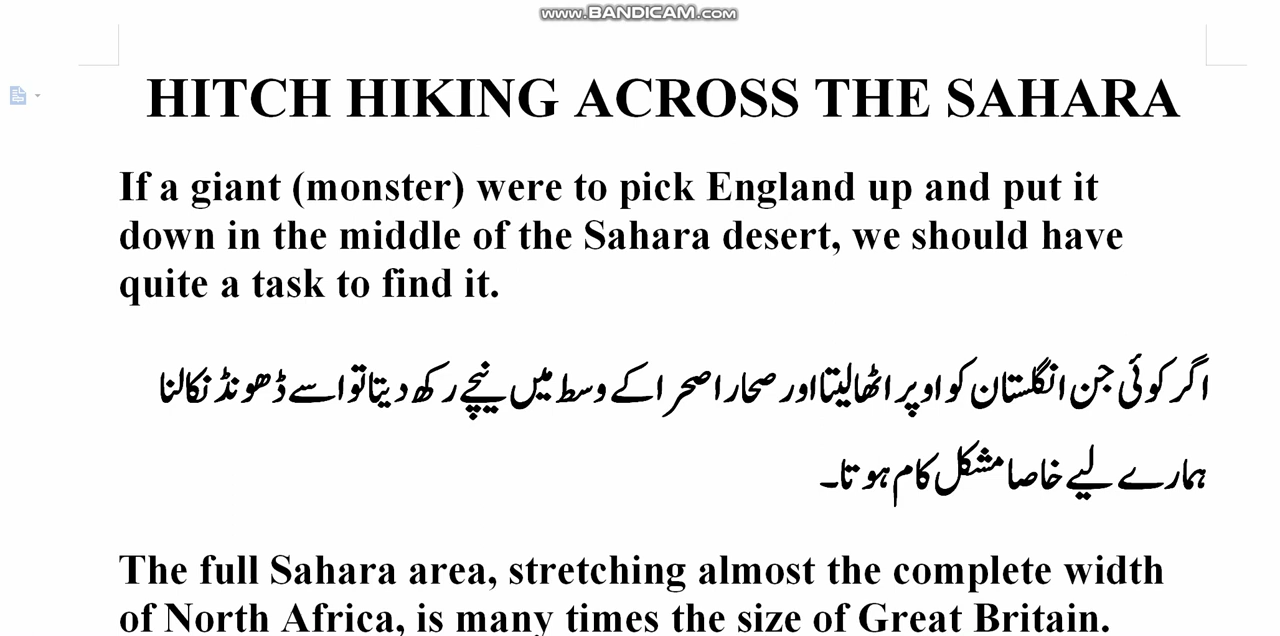 www.BANDICAM.com
HITCH HIKING ACROSS THE SAHARA
If a giant (monster) were to pick England up and put it
down in the middle of the Sahara desert, we should have
quite a task to find it.
اگر کوئی جن انگلستان کو اوپر اٹھا لیتا اور صحارا صحرا کے وسط میں نیچے رکھ دیتا تو اسے ڈھونڈ نکالنا
ہمارے لیے خاصا مشکل کام ہوتا۔
The full Sahara area, stretching almost the complete width
of North Africa, is many times the size of Great Britain.